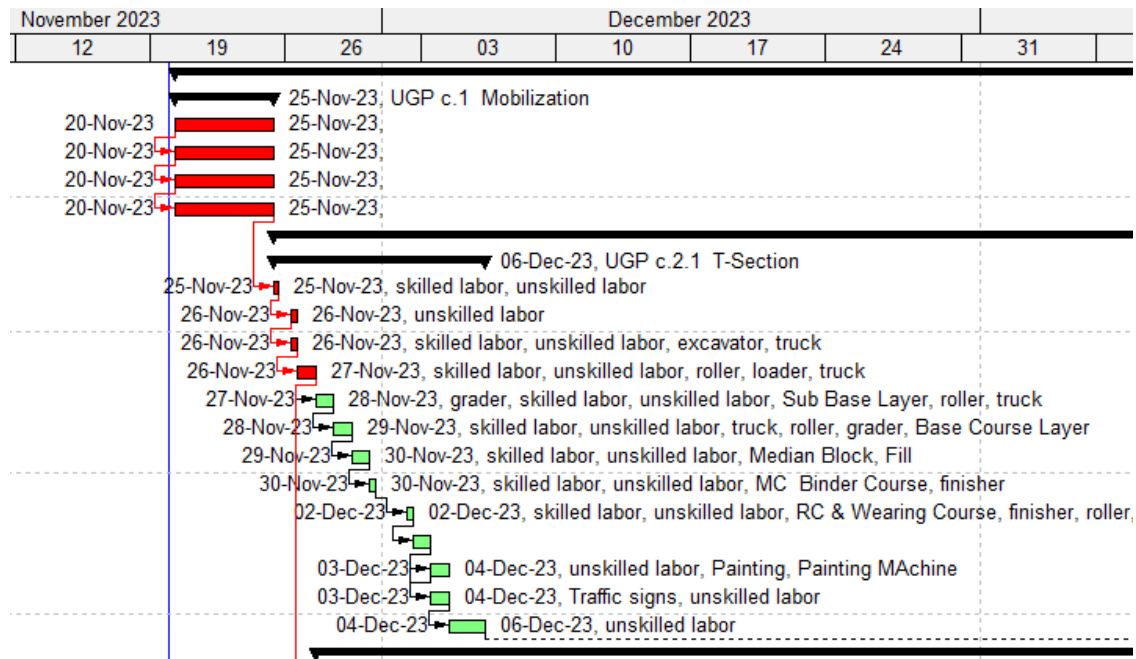 November 2023 December 2023
12 19 26 03 10 17 24 31
25-Nov-23, UGP c.1 Mobilization
20-Nov-23 25-Nov-23,
20-Nov-23 25-Nov-23,
20-Nov-23 25-Nov-23,
20-Nov-23 25-Nov-23,
06-Dec-23, UGP c.2.1 T-Section
25-Nov-23 25-Nov-23, skilled labor, unskilled labor
26-Nov-23 26-Nov-23, unskilled labor
26-Nov-23 26-Nov-23, skilled labor, unskilled labor, excavator, truck
26-Nov-23 27-Nov-23, skilled labor, unskilled labor, roller, loader, truck
27-Nov-23 28-Nov-23, grader, skilled labor, unskilled labor, Sub Base Layer, roller, truck
28-Nov-23 29-Nov-23, skilled labor, unskilled labor, truck, roller, grader, Base Course Layer
29-Nov-23 30-Nov-23, skilled labor, unskilled labor, Median Block, Fill
30-Nov-23 30-Nov-23, skilled labor, unskilled labor, MC Binder Course, finisher
02-Dec-23 02-Dec-23, skilled labor, unskilled labor, RC & Wearing Course, finisher, roller,
03-Dec-23 04-Dec-23, unskilled labor, Painting, Painting MAchine
03-Dec-23 04-Dec-23, Traffic signs, unskilled labor
04-Dec-23 06-Dec-23, unskilled labor